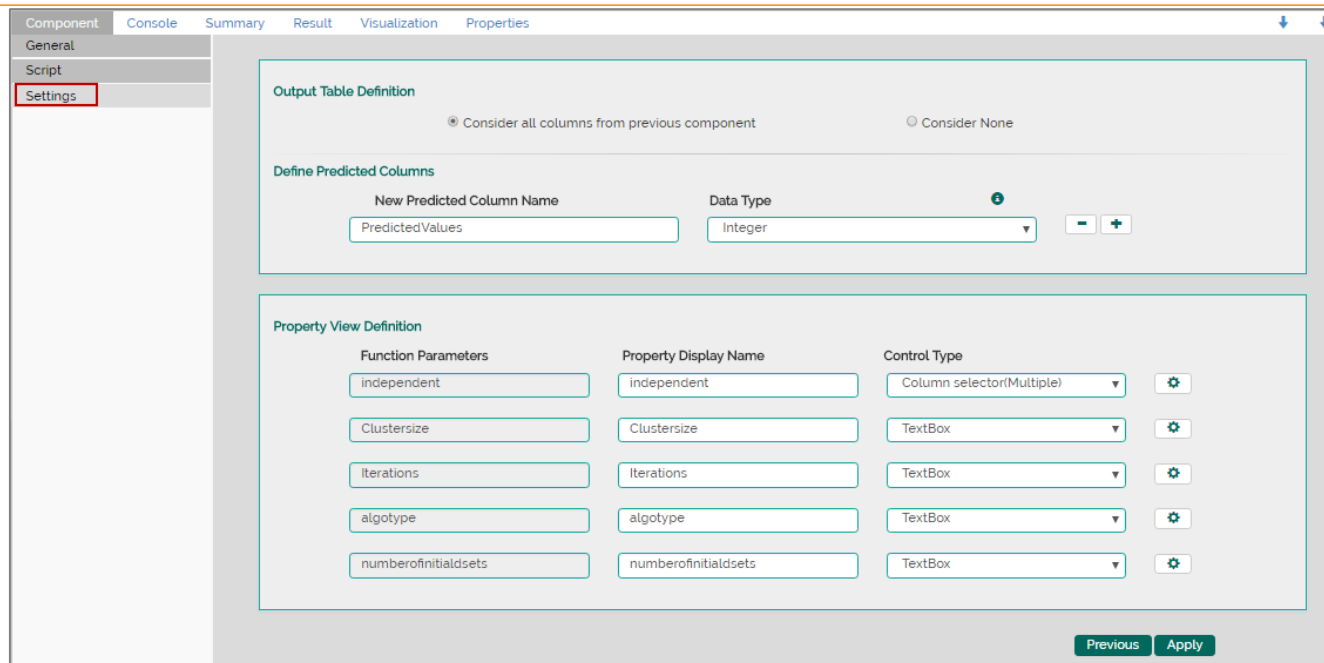 Component Console Summary Result Visualization Properties
General
Script
Settings
Output Table Definition
Consider all columns from previous component Consider None
Define Predicted Columns
New Predicted Column Name Data Type
PredictedValues Integer
Property View Definition
Function Parameters Property Display Name Control Type
independent independent Column selector(Multiple)
Clustersize Clustersize TextBox
Iterations Iterations TextBox
algotype algotype TextBox
numberofinitialdsets numberofinitialdsets TextBox
Previous Apply